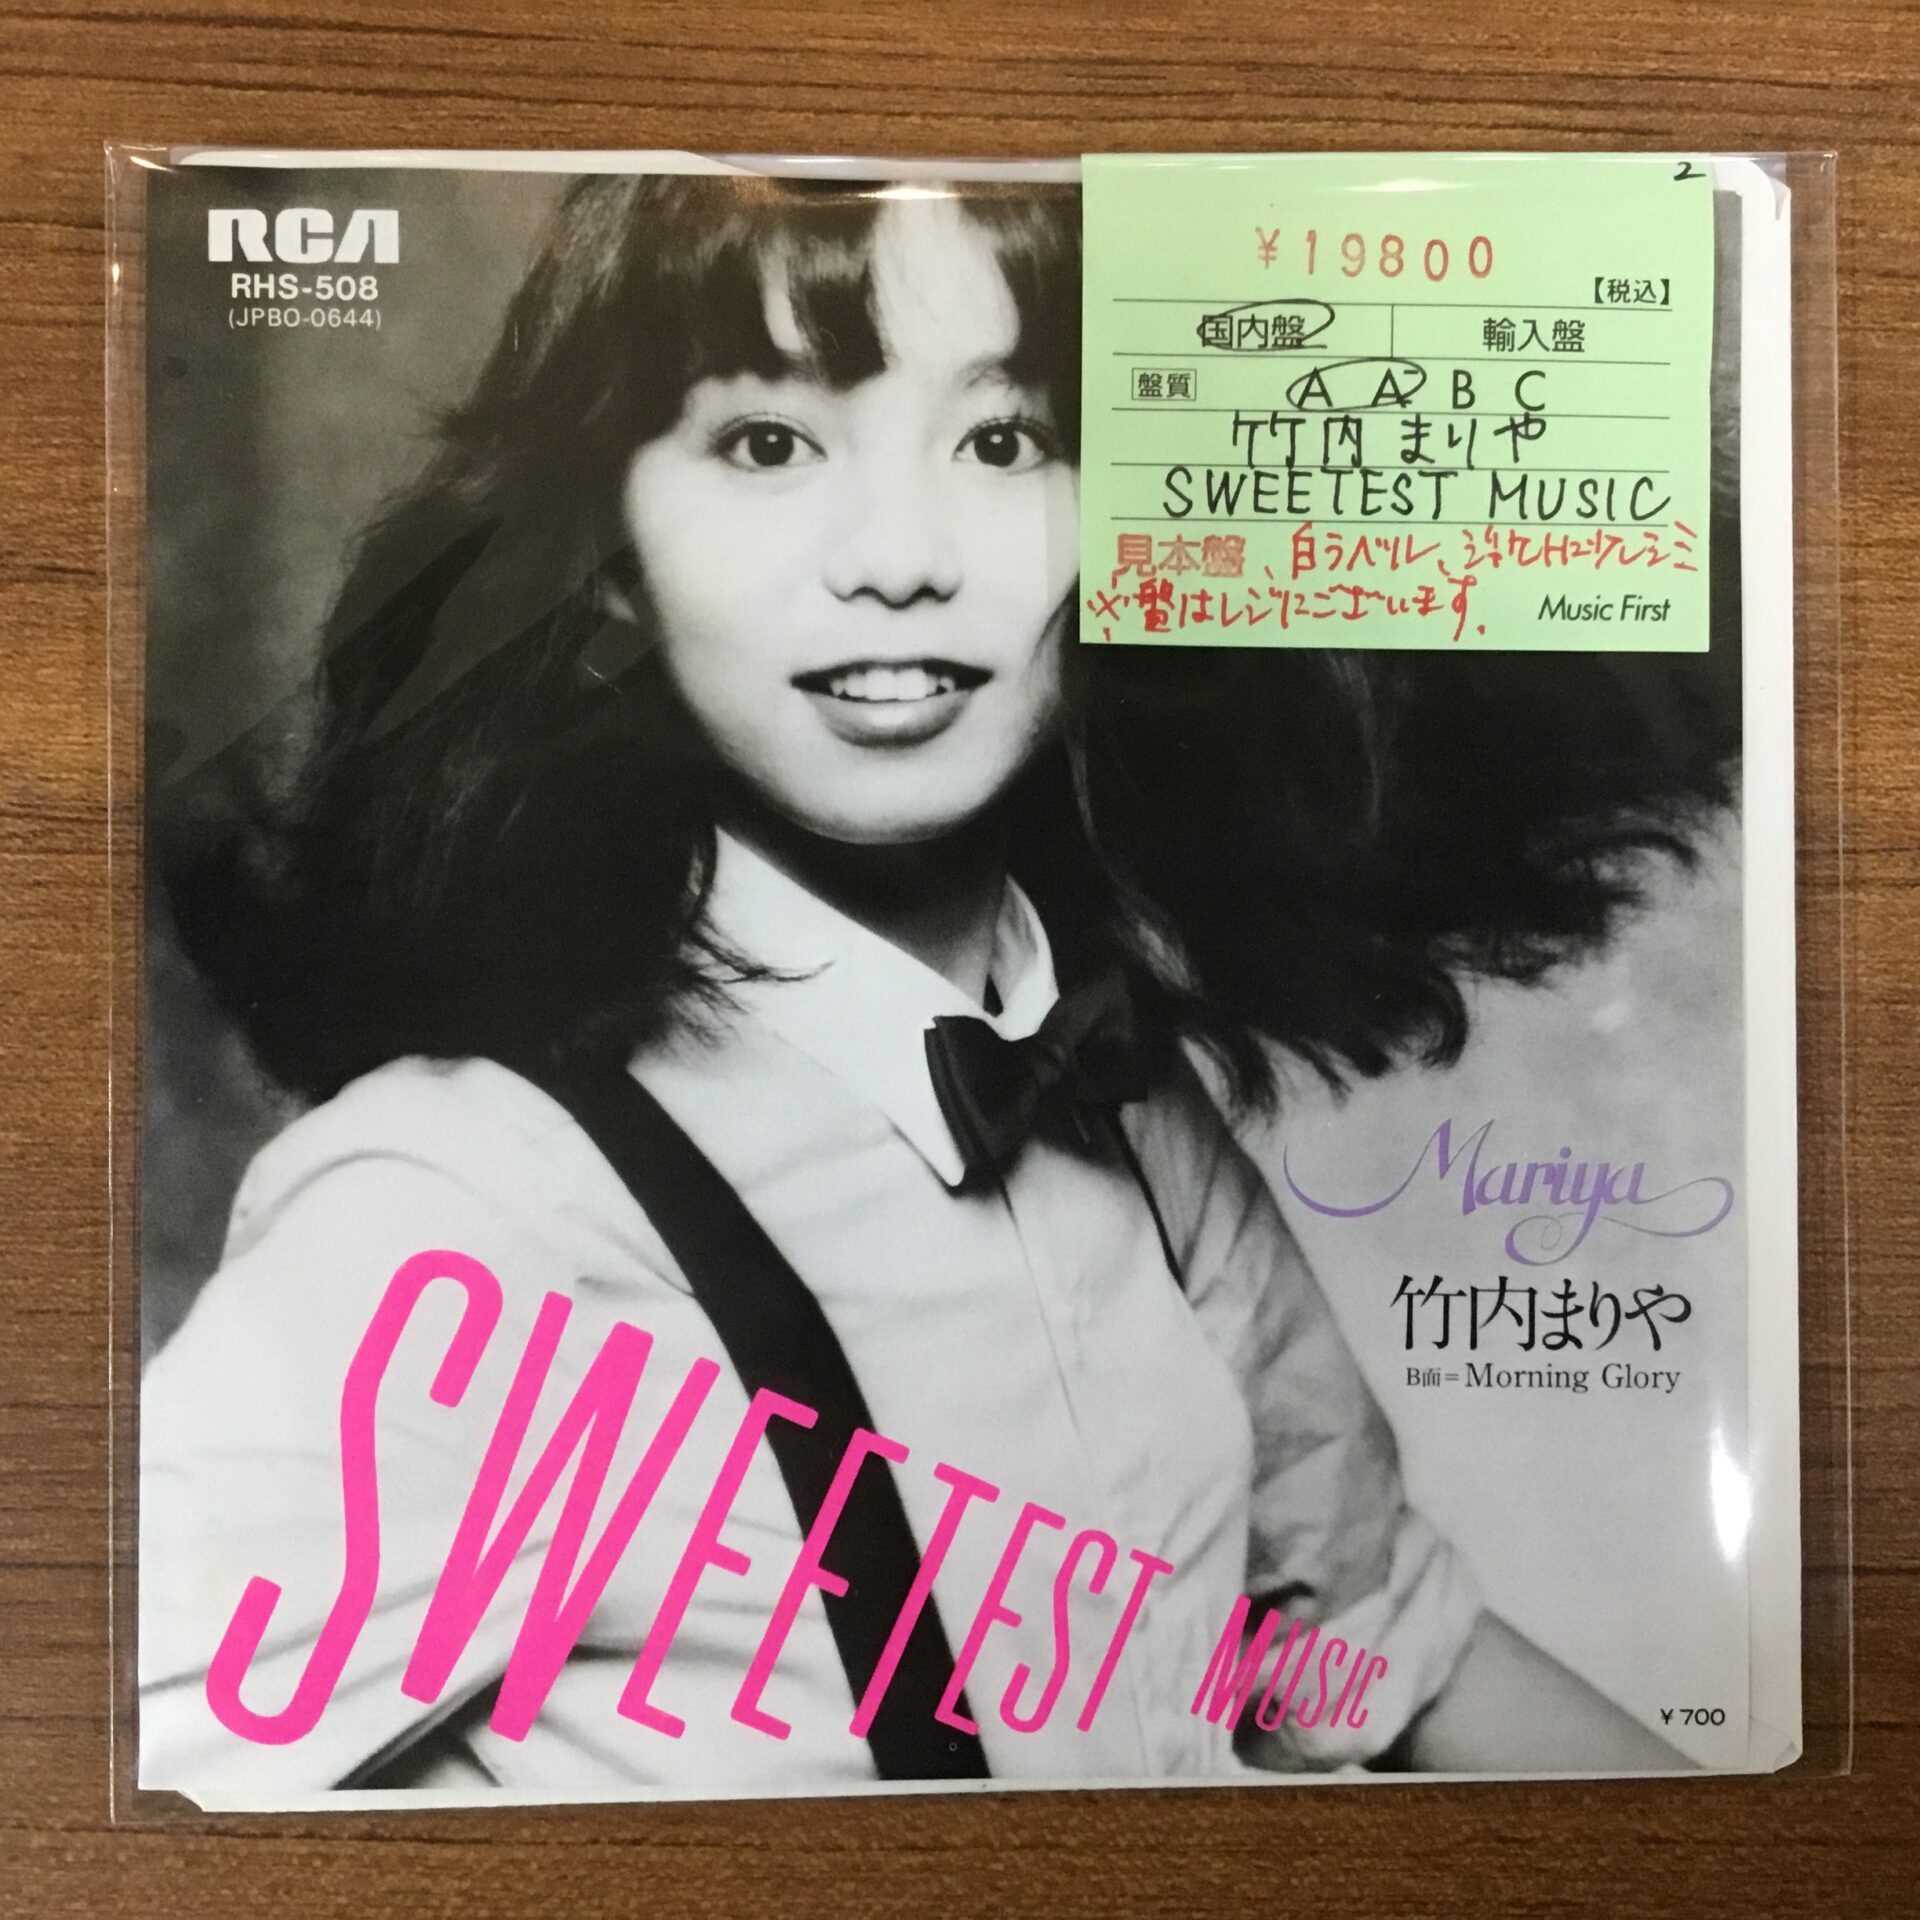 RCA
RHS-508
(JPBO-0644)
2
¥19800
【税込】
国内盤 輸入盤
盤質 A A- B C
竹内まりや
SWEETEST MUSIC
見本盤、白ラベル、
※盤はレジにございます。 Music First
Mariya
竹内まりや
B面=Morning Glory
SWEETEST MUSIC
¥700